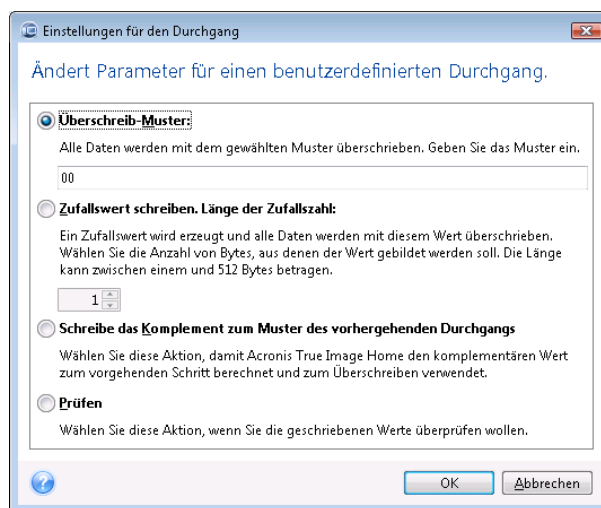 Einstellungen für den Durchgang
Ändert Parameter für einen benutzerdefinierten Durchgang.
Überschreib-Muster:
Alle Daten werden mit dem gewählten Muster überschrieben. Geben Sie das Muster ein.
00
Zufallswert schreiben. Länge der Zufallszahl:
Ein Zufallswert wird erzeugt und alle Daten werden mit diesem Wert überschrieben.
Wählen Sie die Anzahl von Bytes, aus denen der Wert gebildet werden soll. Die Länge
kann zwischen einem und 512 Bytes betragen.
1
Schreibe das Komplement zum Muster des vorhergehenden Durchgangs
Wählen Sie diese Aktion, damit Acronis True Image Home den komplementären Wert
zum vorgehenden Schritt berechnet und zum Überschreiben verwendet.
Prüfen
Wählen Sie diese Aktion, wenn Sie die geschriebenen Werte überprüfen wollen.
? OK Abbrechen